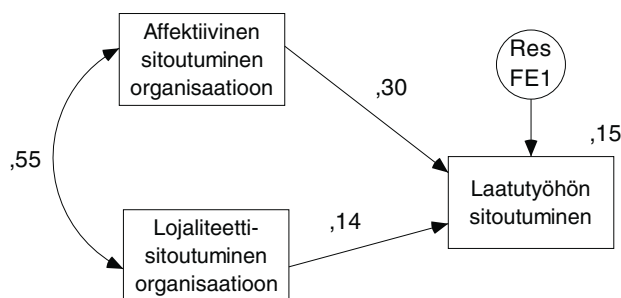 Affektiivinen
sitoutuminen
organisaatioon
Res
FE1
,30
,15
,55
Laatutyöhön
sitoutuminen
Lojaliteetti-
sitoutuminen
organisaatioon
,14